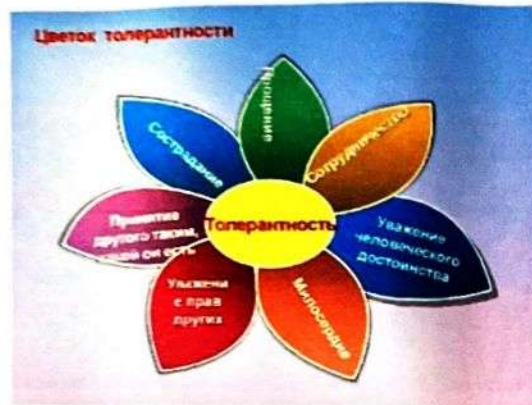 Цветок толерантности
Прощение
Сотрудничество
Уважение
человеческого
достоинства
Милосердие
Уважени
е прав
других
Принятие
другого таким,
какой он есть
Сострадание
Толерантность